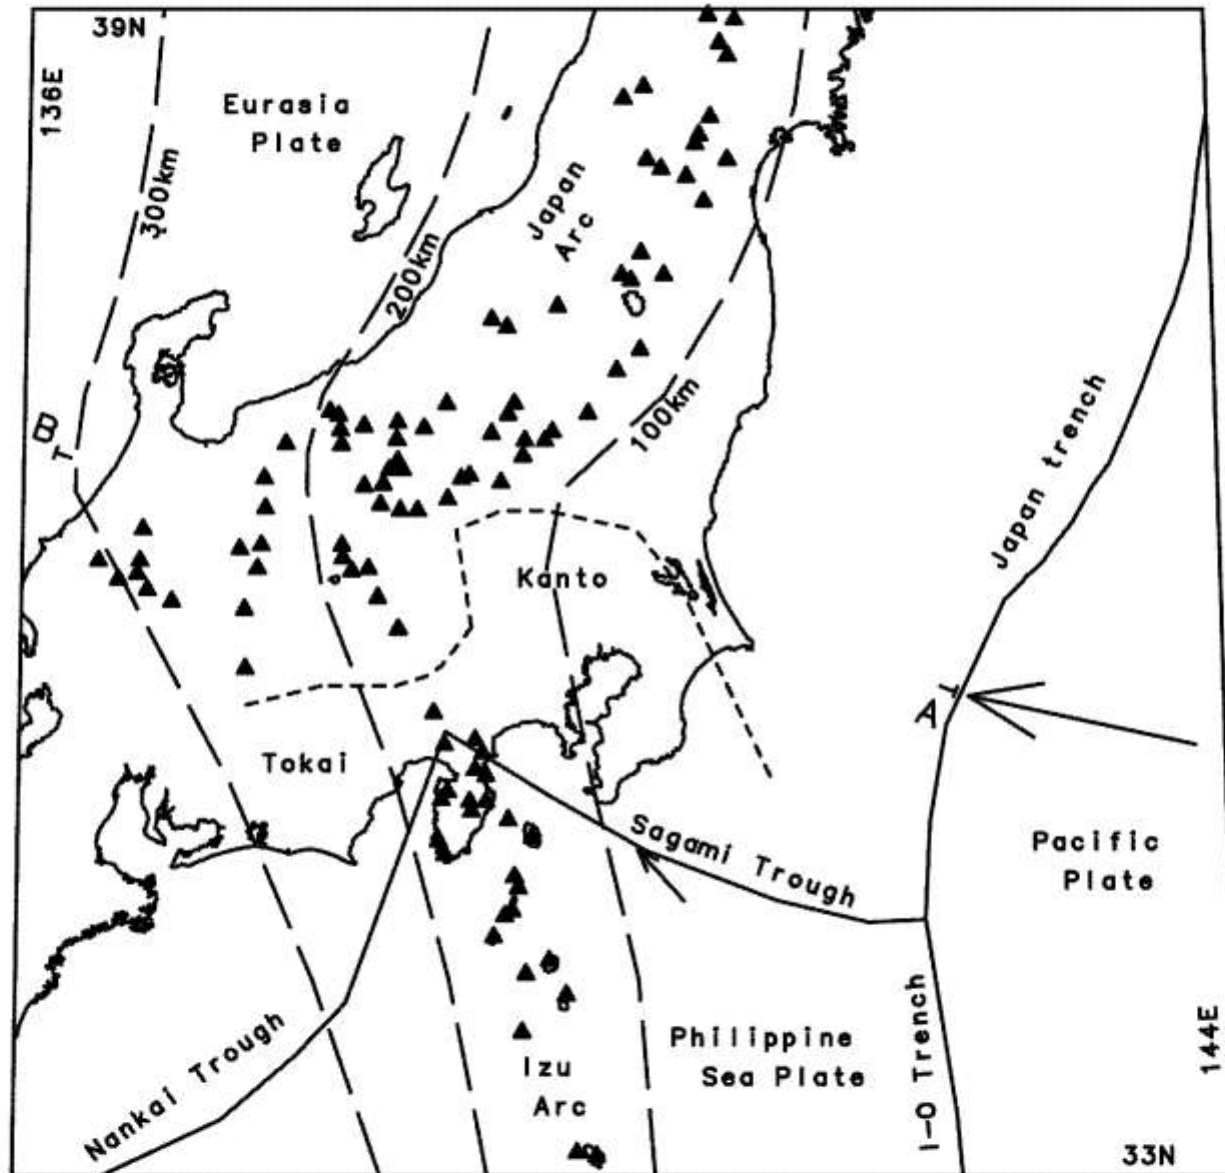 39N
136E
Eurasia
Plate
300km
Japan
Arc
200km
100km
B
Japan trench
Kanto
A
Tokai
Sagami Trough
Pacific
Plate
Nankai Trough
Philippine
Sea Plate
I-O Trench
144E
Izu
Arc
33N